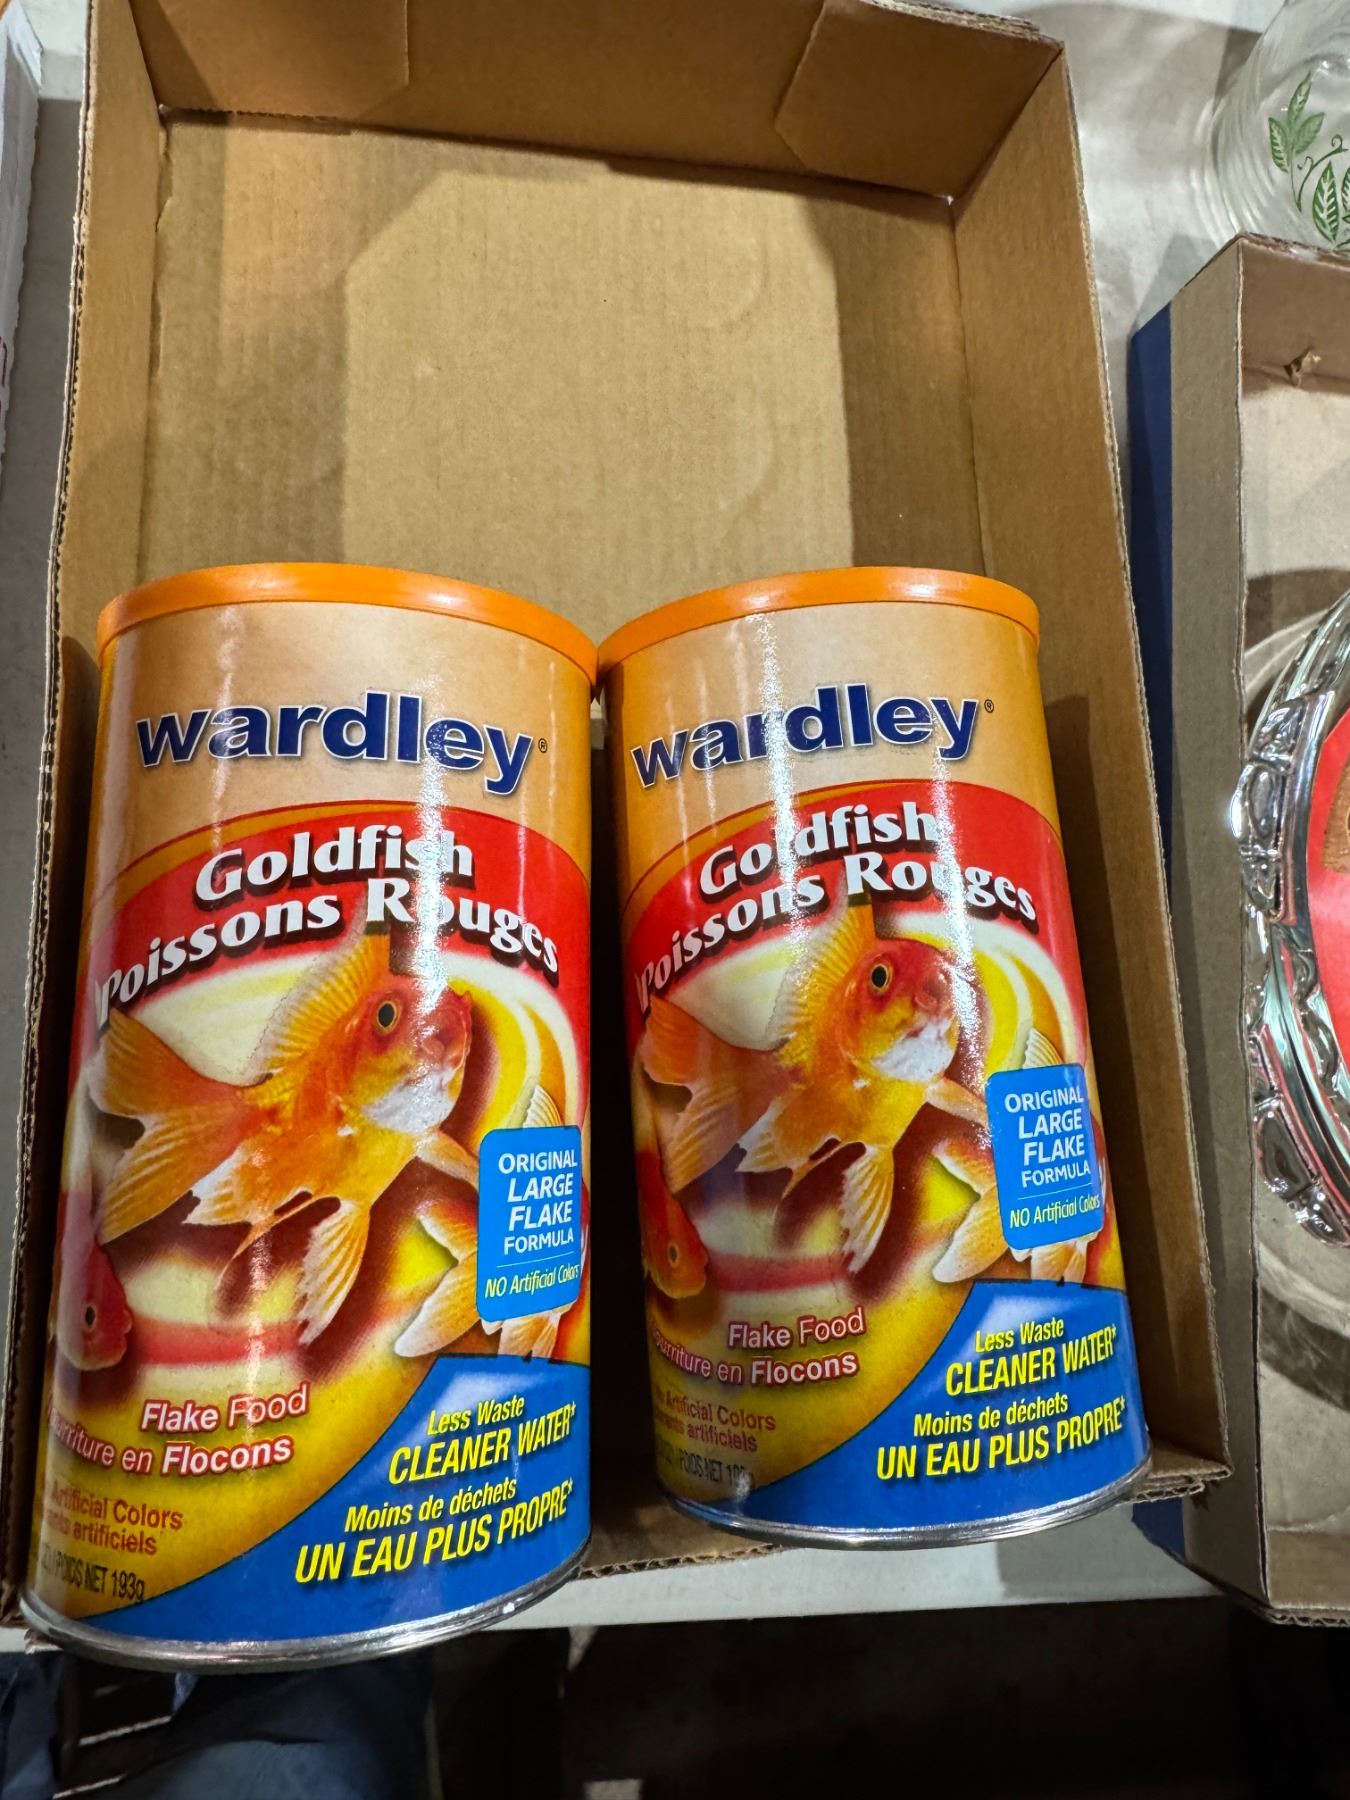 wardley®
Goldfish
Poissons Rouges
ORIGINAL
LARGE
FLAKE
FORMULA
NO Artificial Colors
Flake Food
en Flocons
Artificial Colors
artificiels
POIDS NET 193g
Less Waste
CLEANER WATER*
Moins de déchets
UN EAU PLUS PROPRE*
wardley®
Goldfish
Poissons Rouges
ORIGINAL
LARGE
FLAKE
FORMULA
NO Artificial Colors
Flake Food
en Flocons
Artificial Colors
artificiels
POIDS NET
Less Waste
CLEANER WATER*
Moins de déchets
UN EAU PLUS PROPRE*